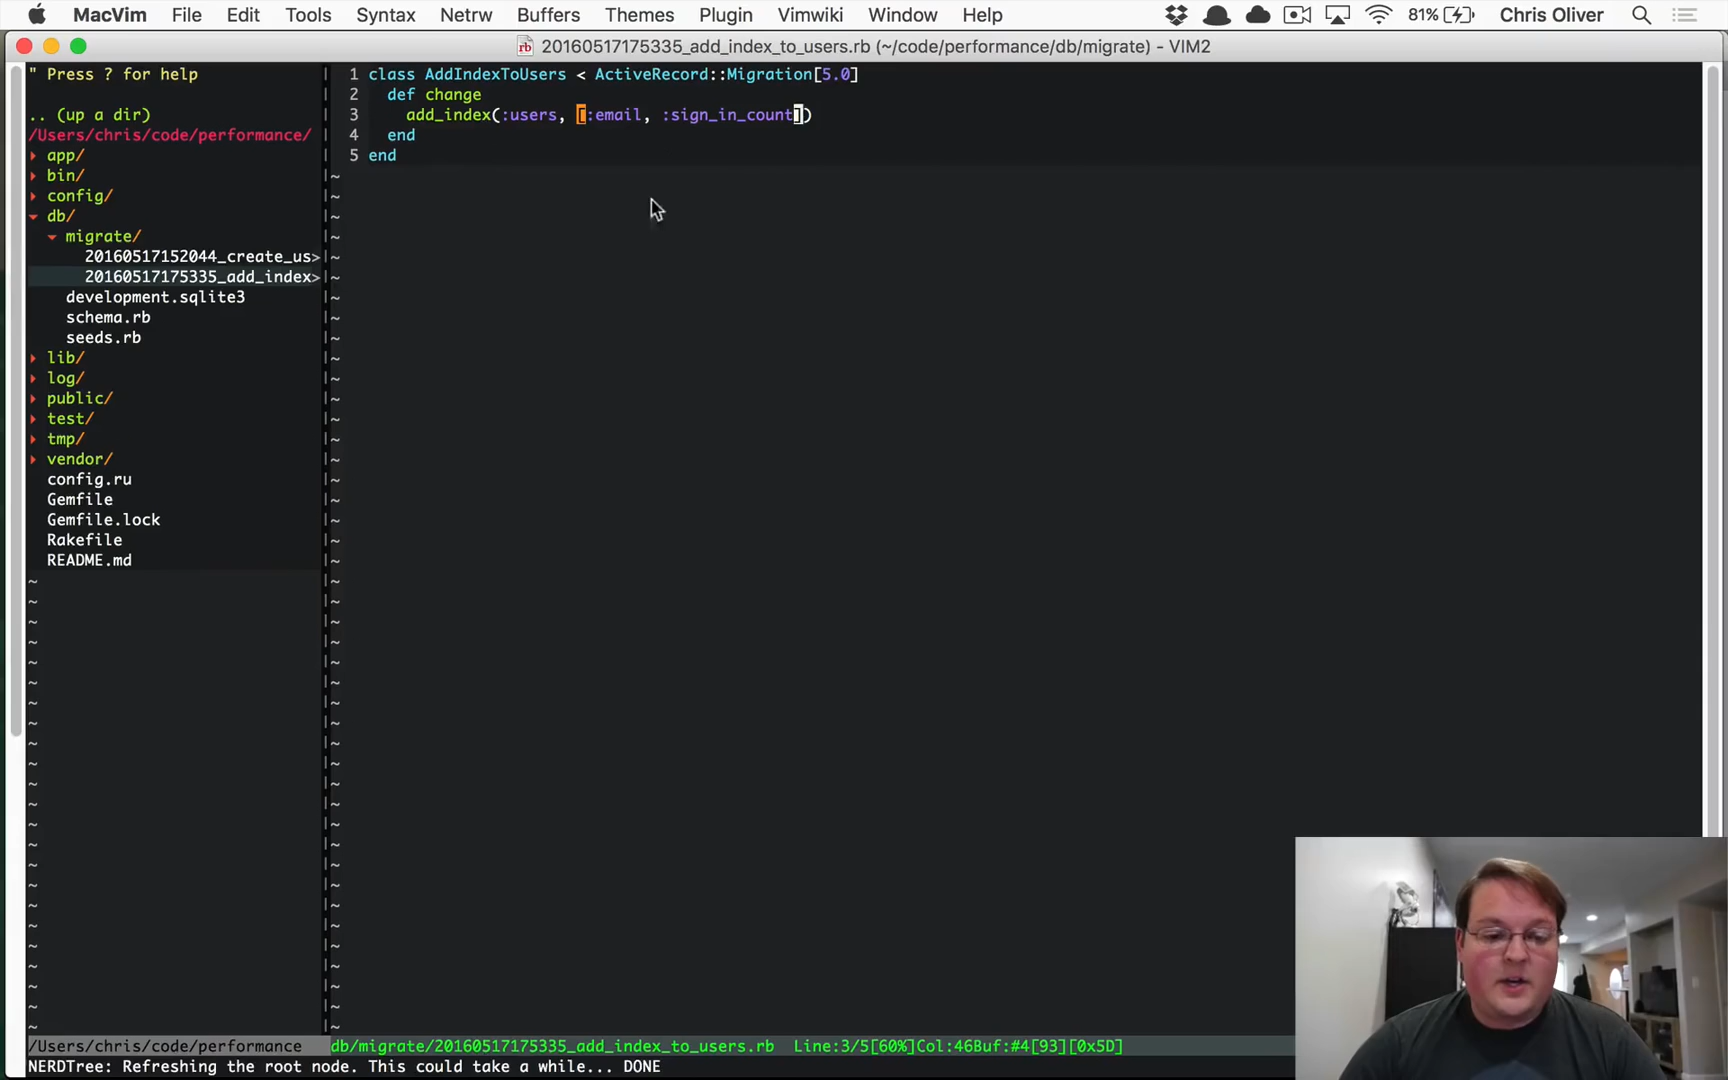 MacVim File Edit Tools Syntax Netrw Buffers Themes Plugin Vimwiki Window Help 81% Chris Oliver
20160517175335_add_index_to_users.rb (~/code/performance/db/migrate) - VIM2
" Press ? for help
.. (up a dir)
/Users/chris/code/performance/
app/
bin/
config/
db/
migrate/
20160517152044_create_us>
20160517175335_add_index>
development.sqlite3
schema.rb
seeds.rb
lib/
log/
public/
test/
tmp/
vendor/
config.ru
Gemfile
Gemfile.lock
Rakefile
README.md
1 class AddIndexToUsers < ActiveRecord::Migration[5.0]
2 def change
3 add_index(:users, [:email, :sign_in_count])
4 end
5 end
/Users/chris/code/performance db/migrate/20160517175335_add_index_to_users.rb Line:3/5[60%]Col:46Buf:#4[93][0x5D]
NERDTree: Refreshing the root node. This could take a while... DONE